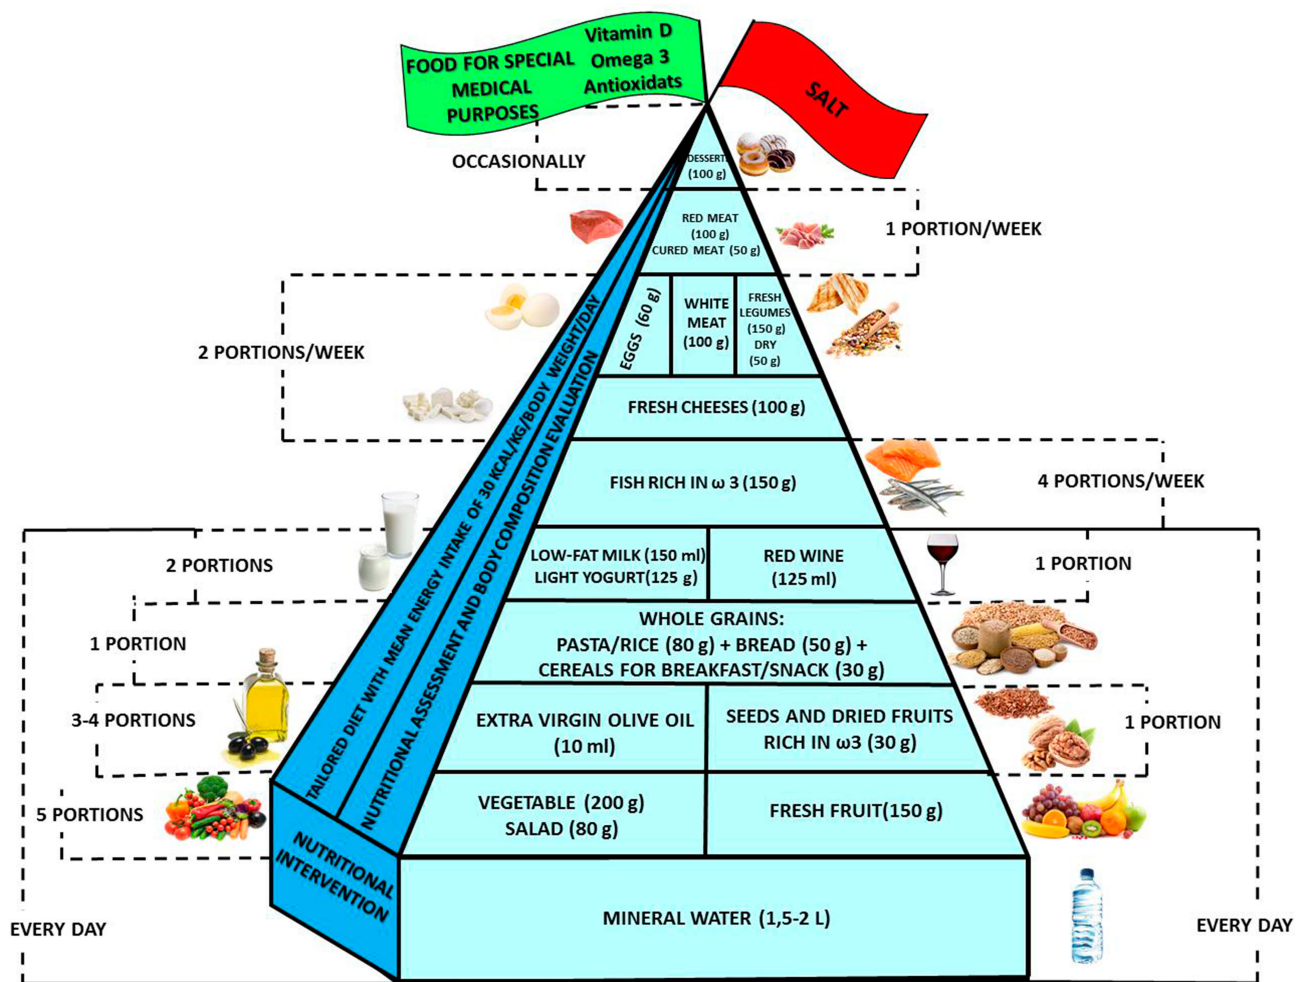 FOOD FOR SPECIAL
MEDICAL
PURPOSES
Vitamin D
Omega 3
Antioxidats
SALT
OCCASIONALLY
DESSERT
(100 g)
1 PORTION/WEEK
RED MEAT
(100 g)
CURED MEAT (50 g)
2 PORTIONS/WEEK
EGGS (60 g)
WHITE
MEAT
(100 g)
FRESH
LEGUMES
(150 g)
DRY
(50 g)
FRESH CHEESES (100 g)
4 PORTIONS/WEEK
FISH RICH IN ω 3 (150 g)
2 PORTIONS
LOW-FAT MILK (150 ml)
LIGHT YOGURT(125 g)
RED WINE
(125 ml)
1 PORTION
1 PORTION
WHOLE GRAINS:
PASTA/RICE (80 g) + BREAD (50 g) +
CEREALS FOR BREAKFAST/SNACK (30 g)
3-4 PORTIONS
EXTRA VIRGIN OLIVE OIL
(10 ml)
SEEDS AND DRIED FRUITS
RICH IN ω3 (30 g)
1 PORTION
5 PORTIONS
VEGETABLE (200 g)
SALAD (80 g)
FRESH FRUIT(150 g)
TAILORED DIET WITH MEAN ENERGY INTAKE OF 30 KCAL/KG/BODY WEIGHT/DAY
NUTRITIONAL ASSESSMENT AND BODY COMPOSITION EVALUATION
NUTRITIONAL
INTERVENTION
MINERAL WATER (1,5-2 L)
EVERY DAY
EVERY DAY